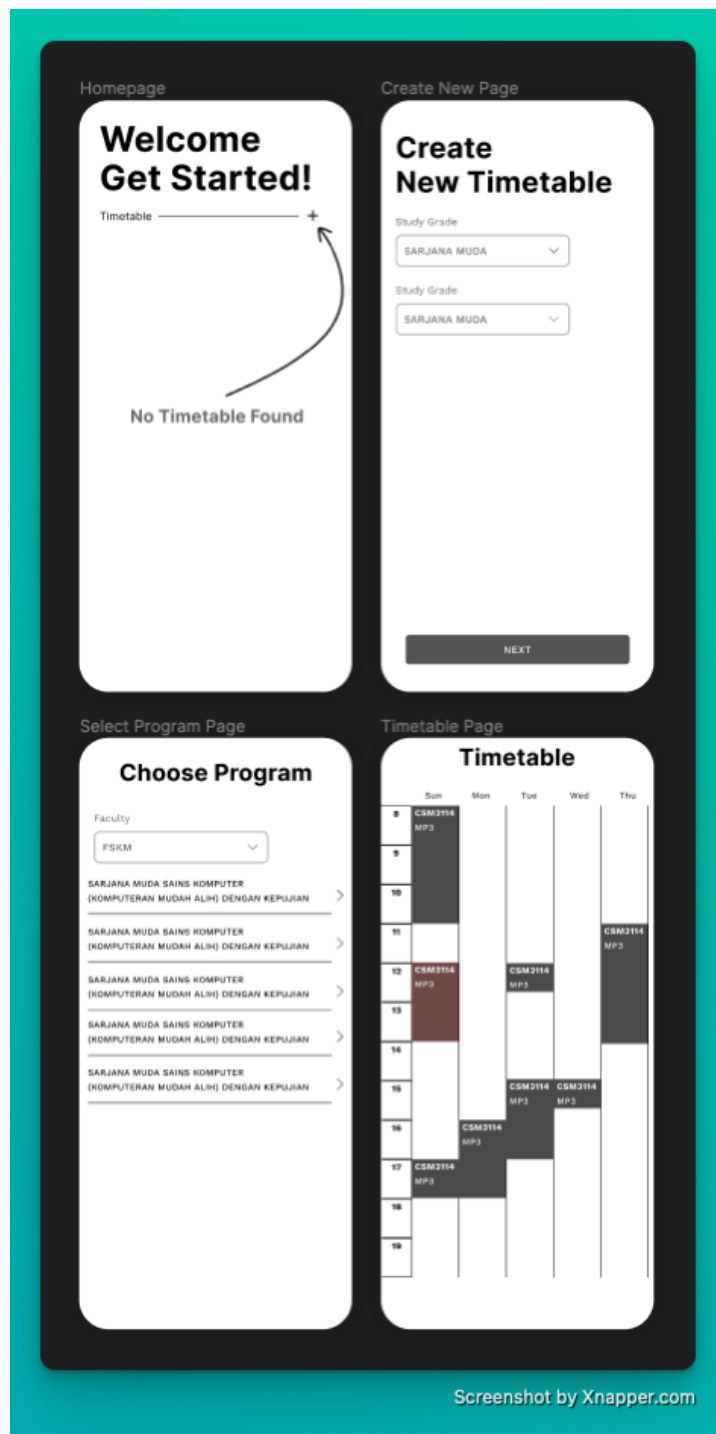 Homepage
Welcome
Get Started!
Timetable
+
No Timetable Found
Create New Page
Create
New Timetable
Study Grade
SARJANA MUDA
Study Grade
SARJANA MUDA
NEXT
Select Program Page
Choose Program
Faculty
FSKM
SARJANA MUDA SAINS KOMPUTER
(KOMPUTERAN MUDAH ALIH) DENGAN KEPUJIAN
SARJANA MUDA SAINS KOMPUTER
(KOMPUTERAN MUDAH ALIH) DENGAN KEPUJIAN
SARJANA MUDA SAINS KOMPUTER
(KOMPUTERAN MUDAH ALIH) DENGAN KEPUJIAN
SARJANA MUDA SAINS KOMPUTER
(KOMPUTERAN MUDAH ALIH) DENGAN KEPUJIAN
SARJANA MUDA SAINS KOMPUTER
(KOMPUTERAN MUDAH ALIH) DENGAN KEPUJIAN
Timetable Page
Timetable
Sun Mon Tue Wed Thu
8 CSM3114
MP3
9
10
11 CSM3114
MP3
12 CSM3114 CSM3114
MP3 MP3
13
14
15 CSM3114 CSM3114
MP3 MP3
16 CSM3114
MP3
17 CSM3114
MP3
18
19
Screenshot by Xnapper.com